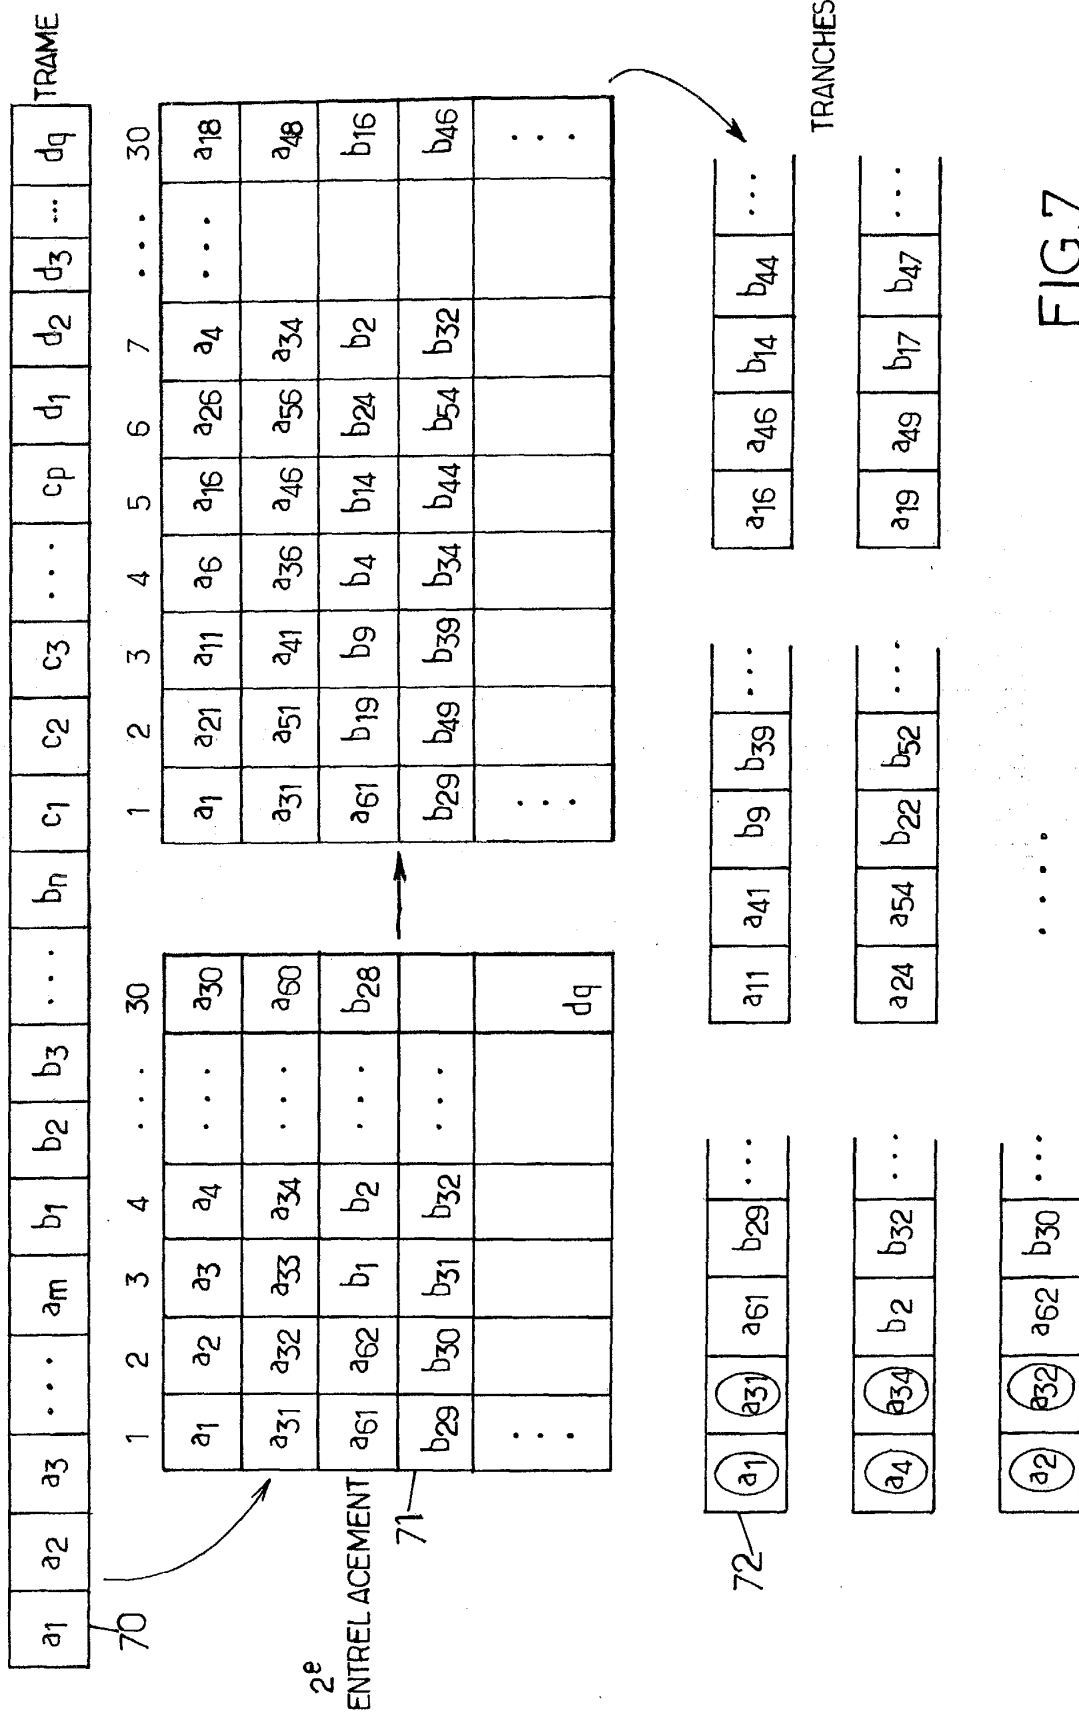 a1 a2 a3 ... am b1 b2 b3 ... bn c1 c2 c3 ... cp d1 d2 d3 ... dq TRAME
70
2e
ENTRELACEMENT
71
1 2 3 4 ... 30
a1 a2 a3 a4 ... a30
a31 a32 a33 a34 ... a60
a61 a62 b1 b2 ... b28
b29 b30 b31 b32 ...
... dq
1 2 3 4 5 6 7 ... 30
a1 a21 a11 a6 a16 a26 a4 ... a18
a31 a51 a41 a36 a46 a56 a34 a48
a61 b19 b9 b4 b14 b24 b2 b16
b29 b49 b39 b34 b44 b54 b32 b46
... ...
TRANCHES
72
a1 a31 a61 b29 ...
a11 a41 b9 b39 ...
a16 a46 b14 b44 ...
a4 a34 b2 b32 ...
a24 a54 b22 b52 ...
a19 a49 b17 b47 ...
a2 a32 a62 b30 ...
....
FIG.7